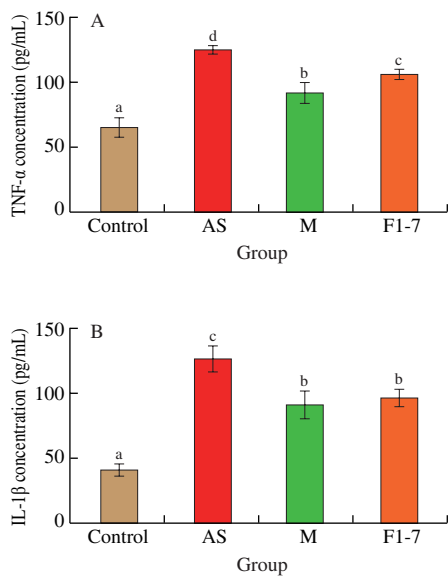 A
TNF-α concentration (pg/mL)
150
100
50
0
a
d
b
c
Control AS M F1-7
Group
B
IL-1β concentration (pg/mL)
150
100
50
0
a
c
b
b
Control AS M F1-7
Group